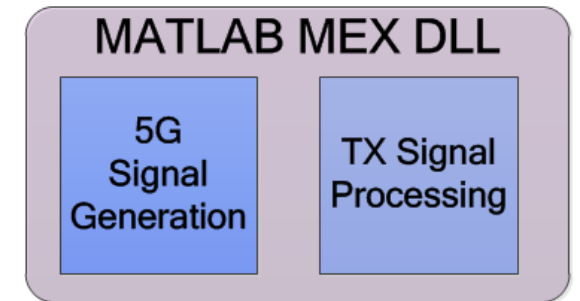 MATLAB MEX DLL
5G
Signal
Generation
TX Signal
Processing